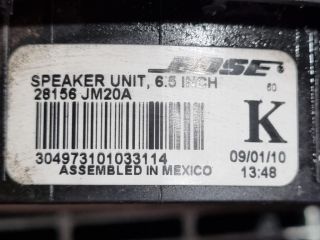 BOSE®
SPEAKER UNIT, 6.5 INCH
28156 JM20A
60
K
304973101033114
ASSEMBLED IN MEXICO
09/01/10
13:48